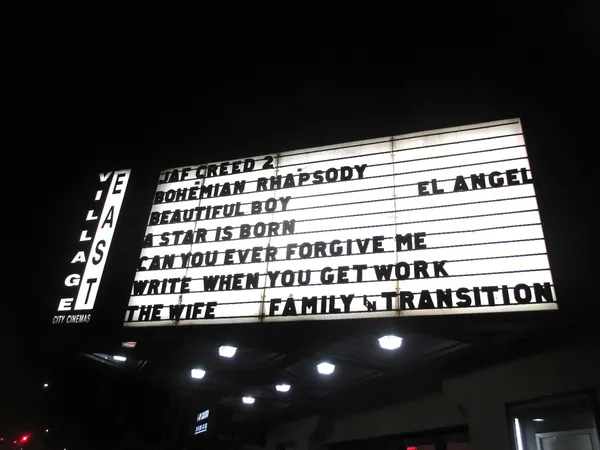 VILLAGE
EAST
CITY CINEMAS
JAF CREED 2
BOHEMIAN RHAPSODY
EL ANGEL
BEAUTIFUL BOY
A STAR IS BORN
CAN YOU EVER FORGIVE ME
WRITE WHEN YOU GET WORK
THE WIFE FAMILY 'N TRANSITION